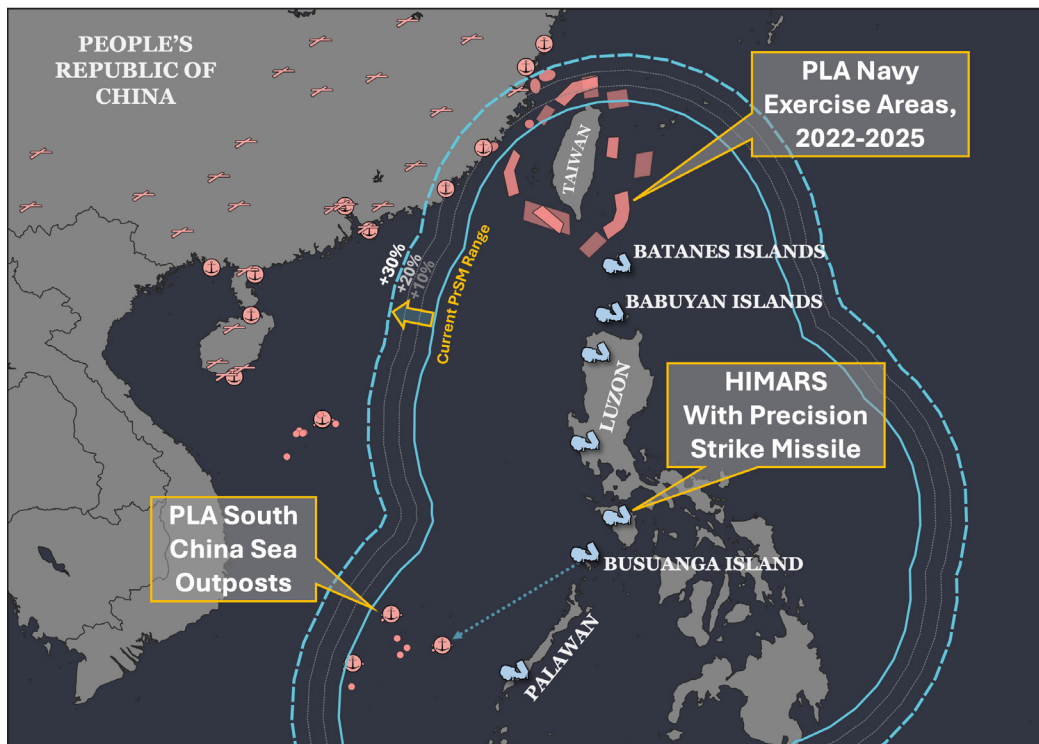 PEOPLE'S
REPUBLIC OF
CHINA
PLA Navy
Exercise Areas,
2022-2025
TAIWAN
BATANES ISLANDS
BABUYAN ISLANDS
+30%
+20%
+10%
Current PrSM Range
LUZON
HIMARS
With Precision
Strike Missile
PLA South
China Sea
Outposts
BUSUANGA ISLAND
PALAWAN